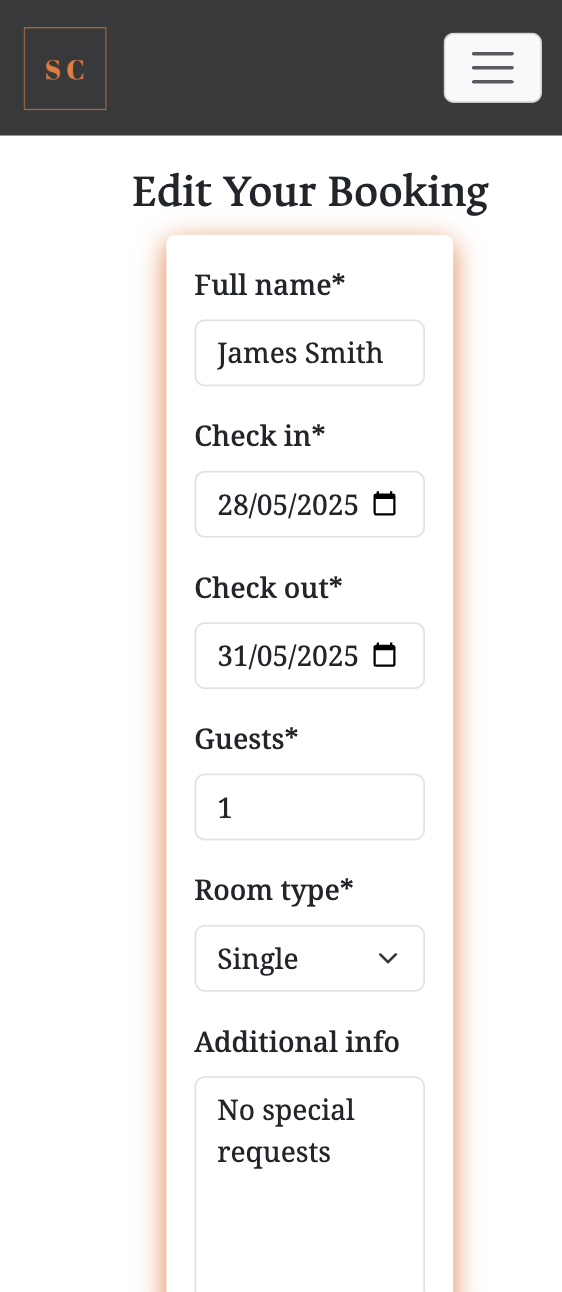 S C
Edit Your Booking
Full name*
James Smith
Check in*
28/05/2025
Check out*
31/05/2025
Guests*
1
Room type*
Single
Additional info
No special
requests